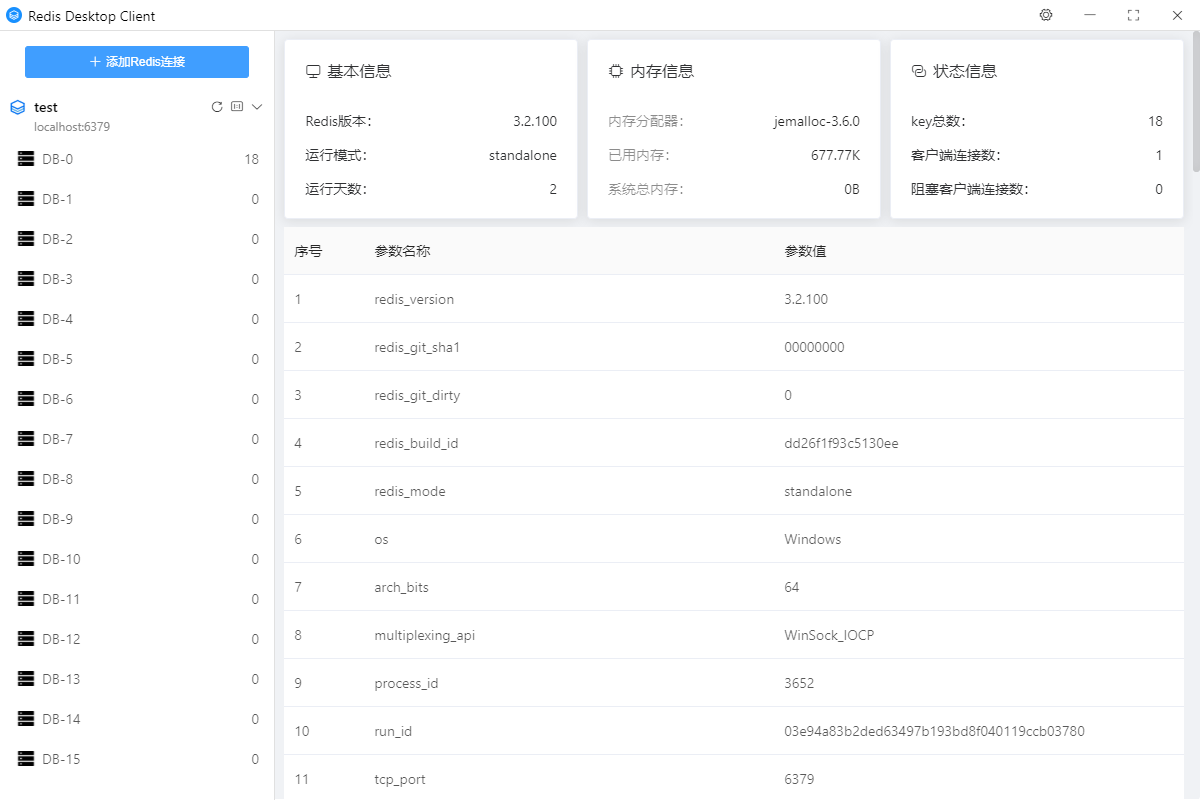 Redis Desktop Client
添加Redis连接
test
localhost:6379
DB-0 18
DB-1 0
DB-2 0
DB-3 0
DB-4 0
DB-5 0
DB-6 0
DB-7 0
DB-8 0
DB-9 0
DB-10 0
DB-11 0
DB-12 0
DB-13 0
DB-14 0
DB-15 0
基本信息
Redis版本： 3.2.100
运行模式： standalone
运行天数： 2
内存信息
内存分配器： jemalloc-3.6.0
已用内存： 677.77K
系统总内存： 0B
状态信息
key总数： 18
客户端连接数： 1
阻塞客户端连接数： 0
序号 参数名称 参数值
1 redis_version 3.2.100
2 redis_git_sha1 00000000
3 redis_git_dirty 0
4 redis_build_id dd26f1f93c5130ee
5 redis_mode standalone
6 os Windows
7 arch_bits 64
8 multiplexing_api WinSock_IOCP
9 process_id 3652
10 run_id 03e94a83b2ded63497b193bd8f040119ccb03780
11 tcp_port 6379